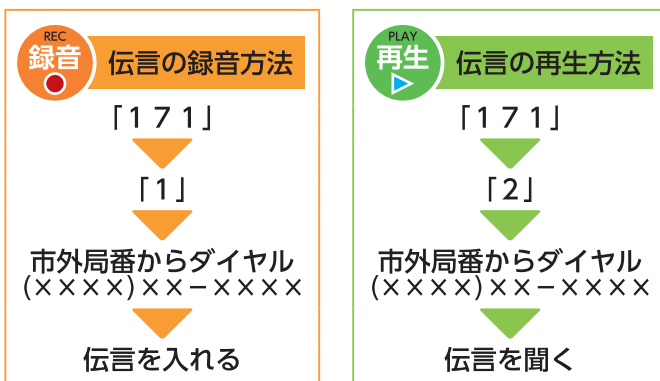 REC
録音
伝言の録音方法
「171」
「1」
市外局番からダイヤル
(××××)××－××××
伝言を入れる
PLAY
再生
伝言の再生方法
「171」
「2」
市外局番からダイヤル
(××××)××－××××
伝言を聞く